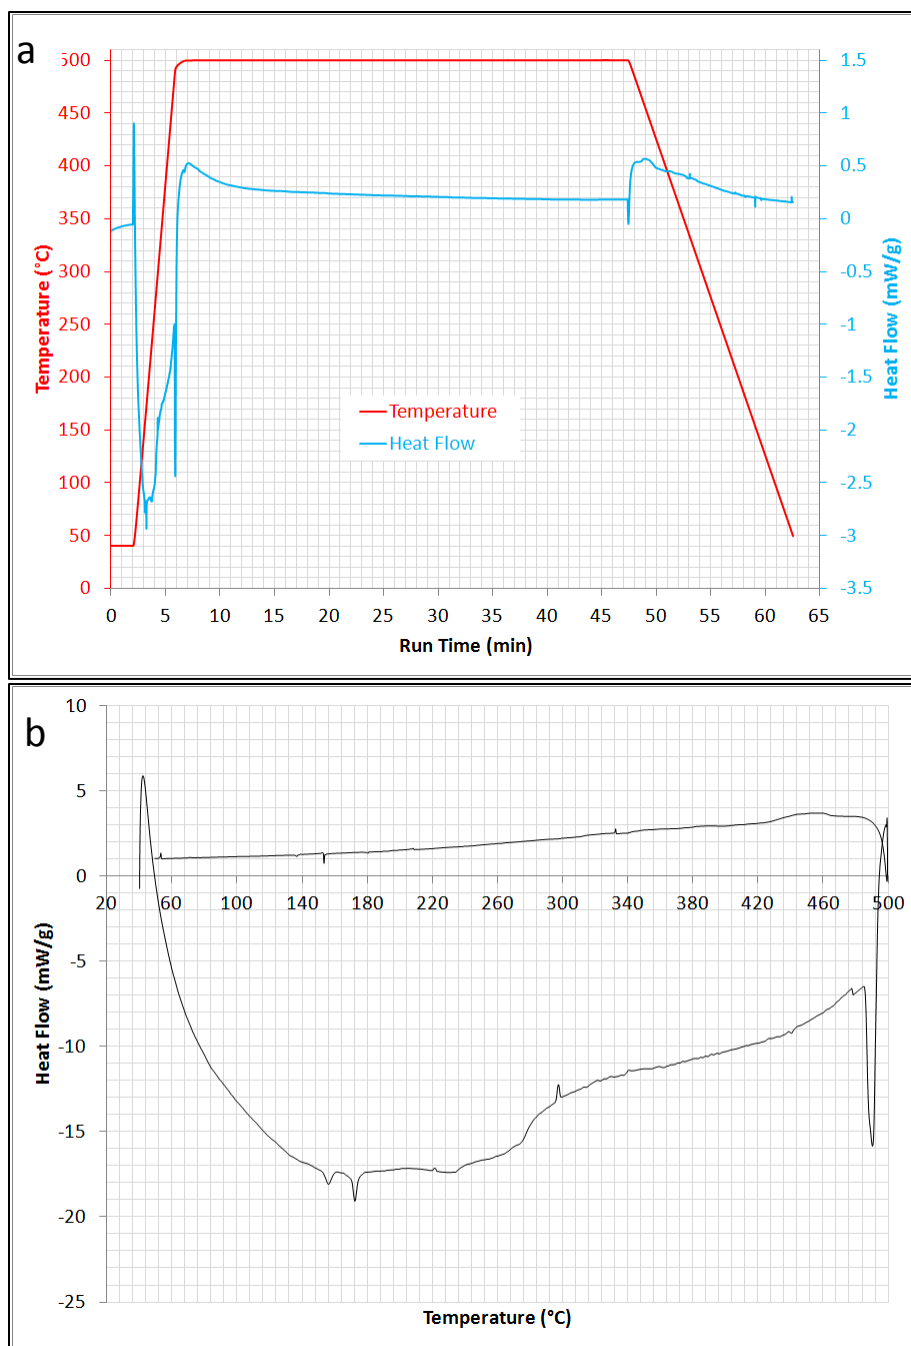 a
500
450
400
350
300
250
200
150
100
50
0
Temperature (°C)
1.5
1
0.5
0
-0.5
-1
-1.5
-2
-2.5
-3
-3.5
Heat Flow (mW/g)
Temperature
Heat Flow
0 5 10 15 20 25 30 35 40 45 50 55 60 65
Run Time (min)
b
10
5
0
-5
-10
-15
-20
-25
Heat Flow (mW/g)
20 60 100 140 180 220 260 300 340 380 420 460 500
Temperature (°C)